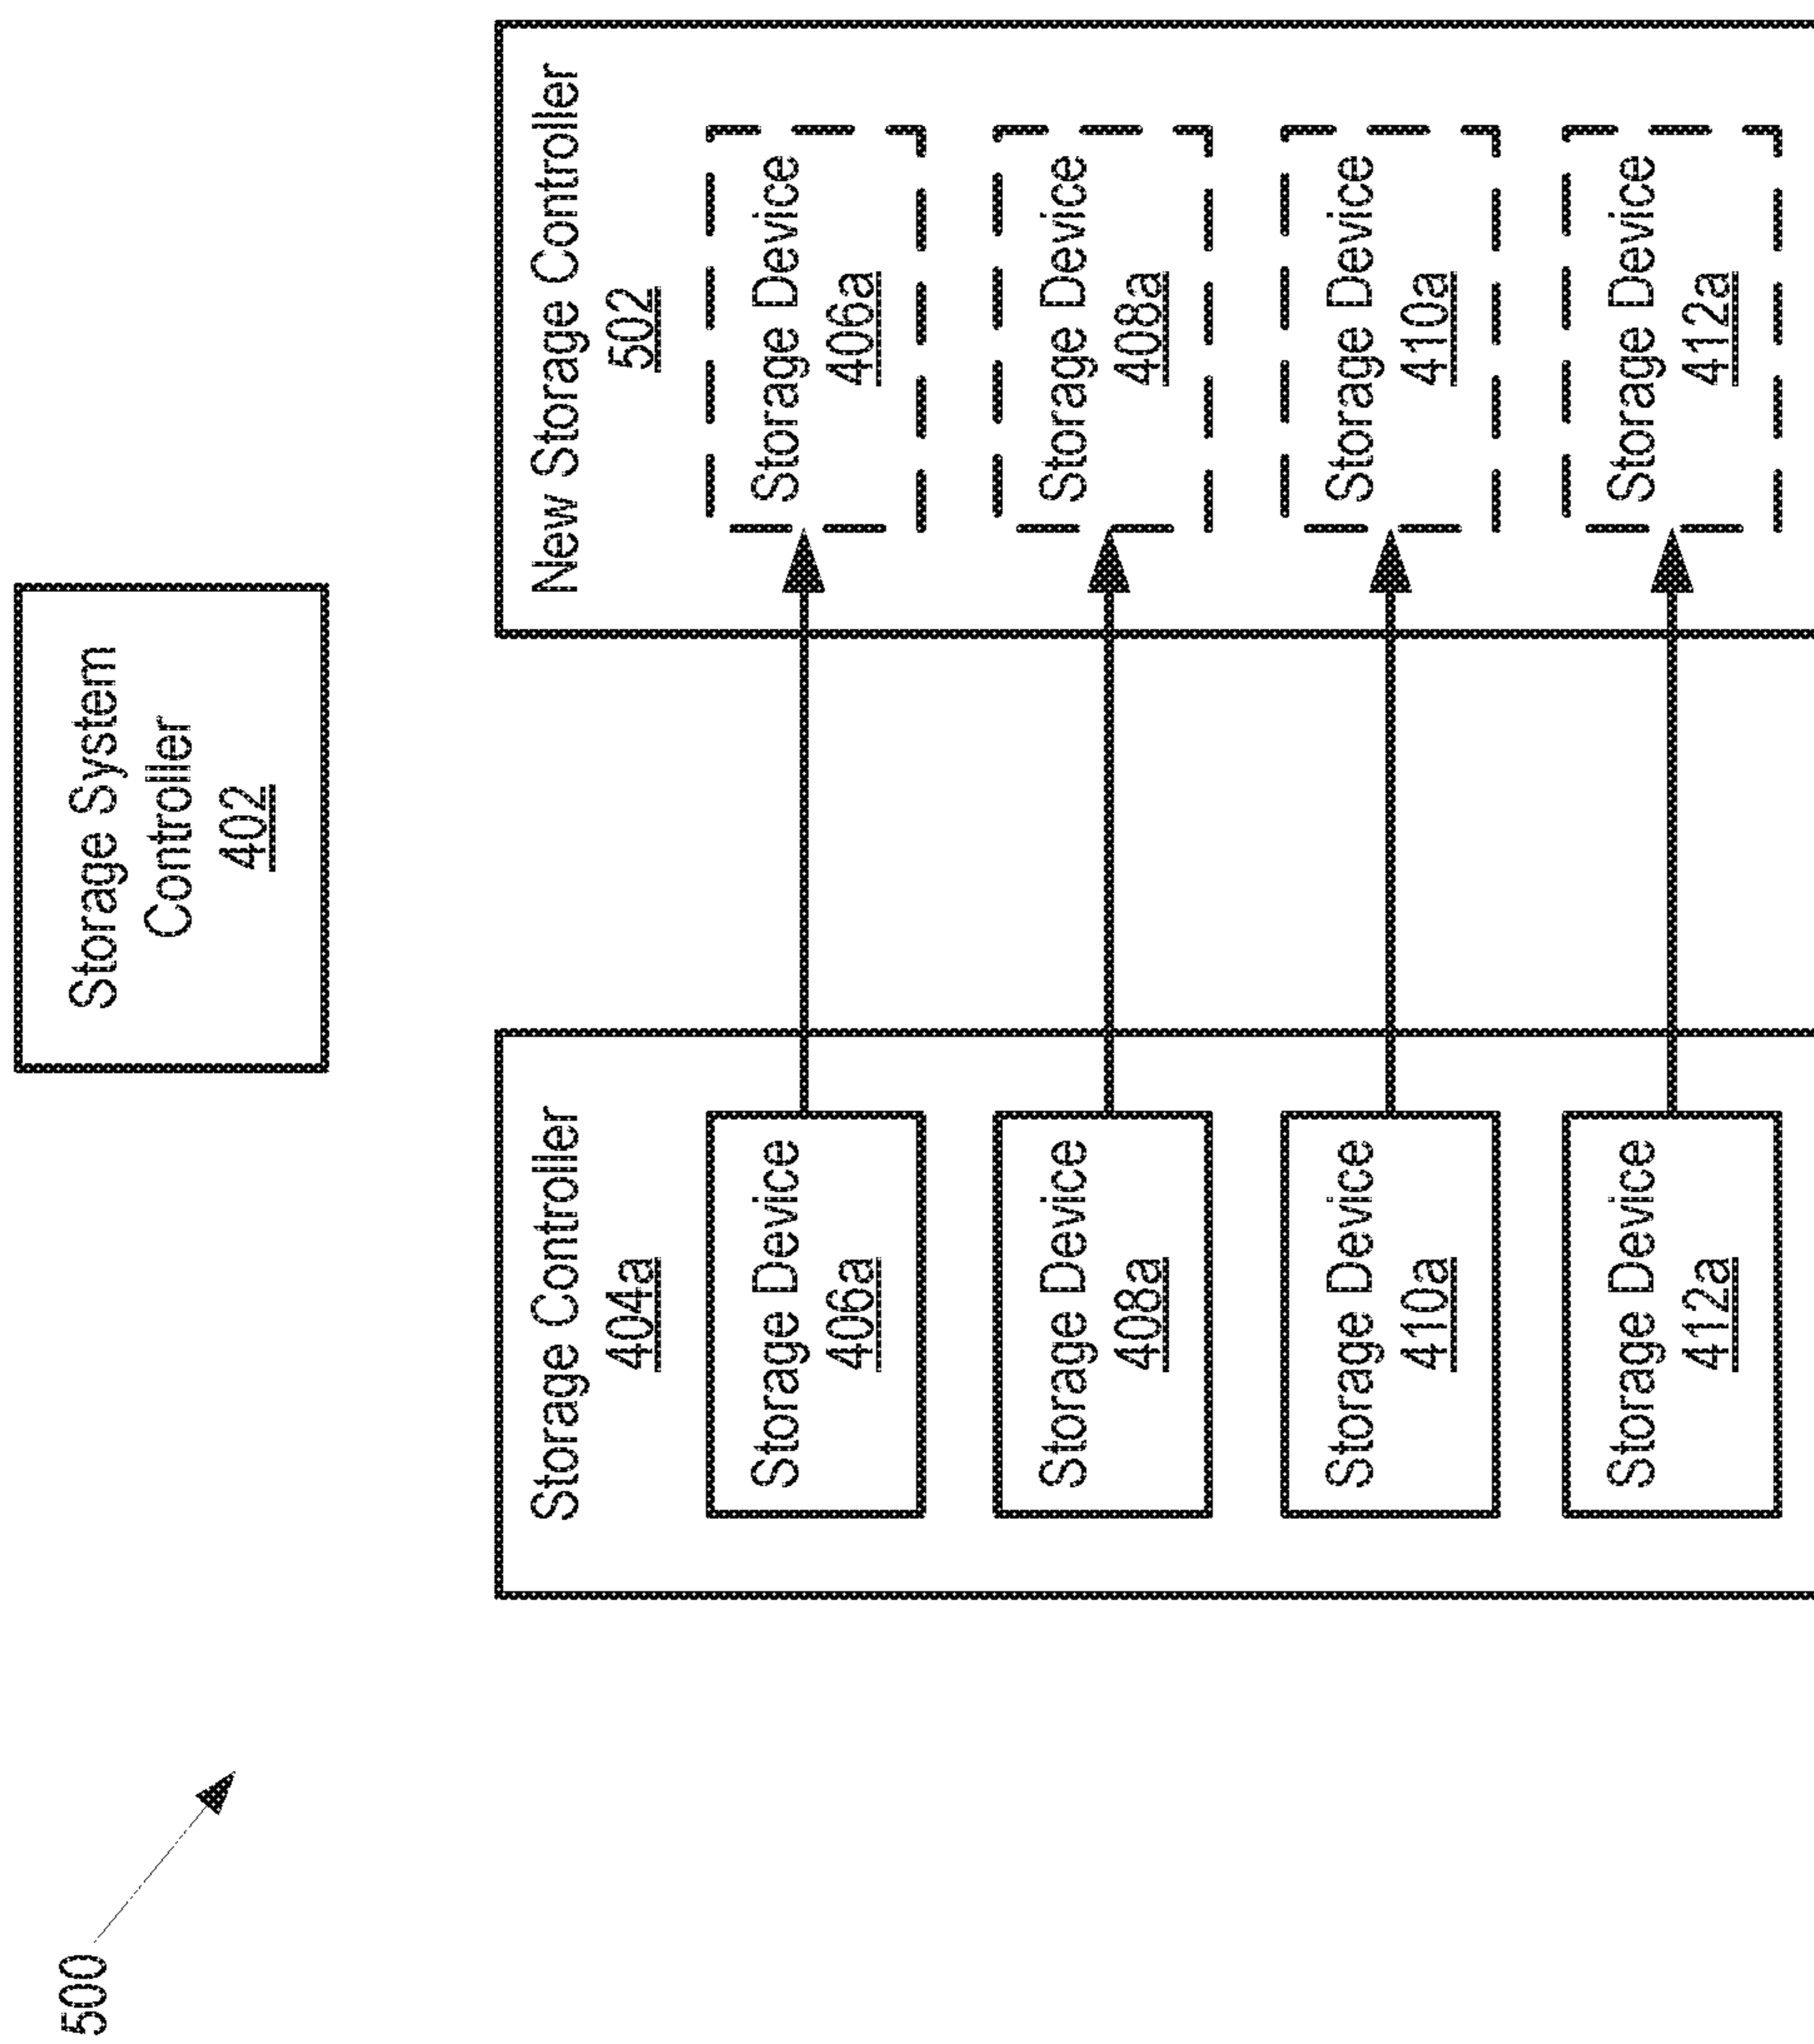 500
Storage System
Controller
402
Storage Controller
404a
Storage Device
406a
Storage Device
408a
Storage Device
410a
Storage Device
412a
New Storage Controller
502
Storage Device
406a
Storage Device
408a
Storage Device
410a
Storage Device
412a